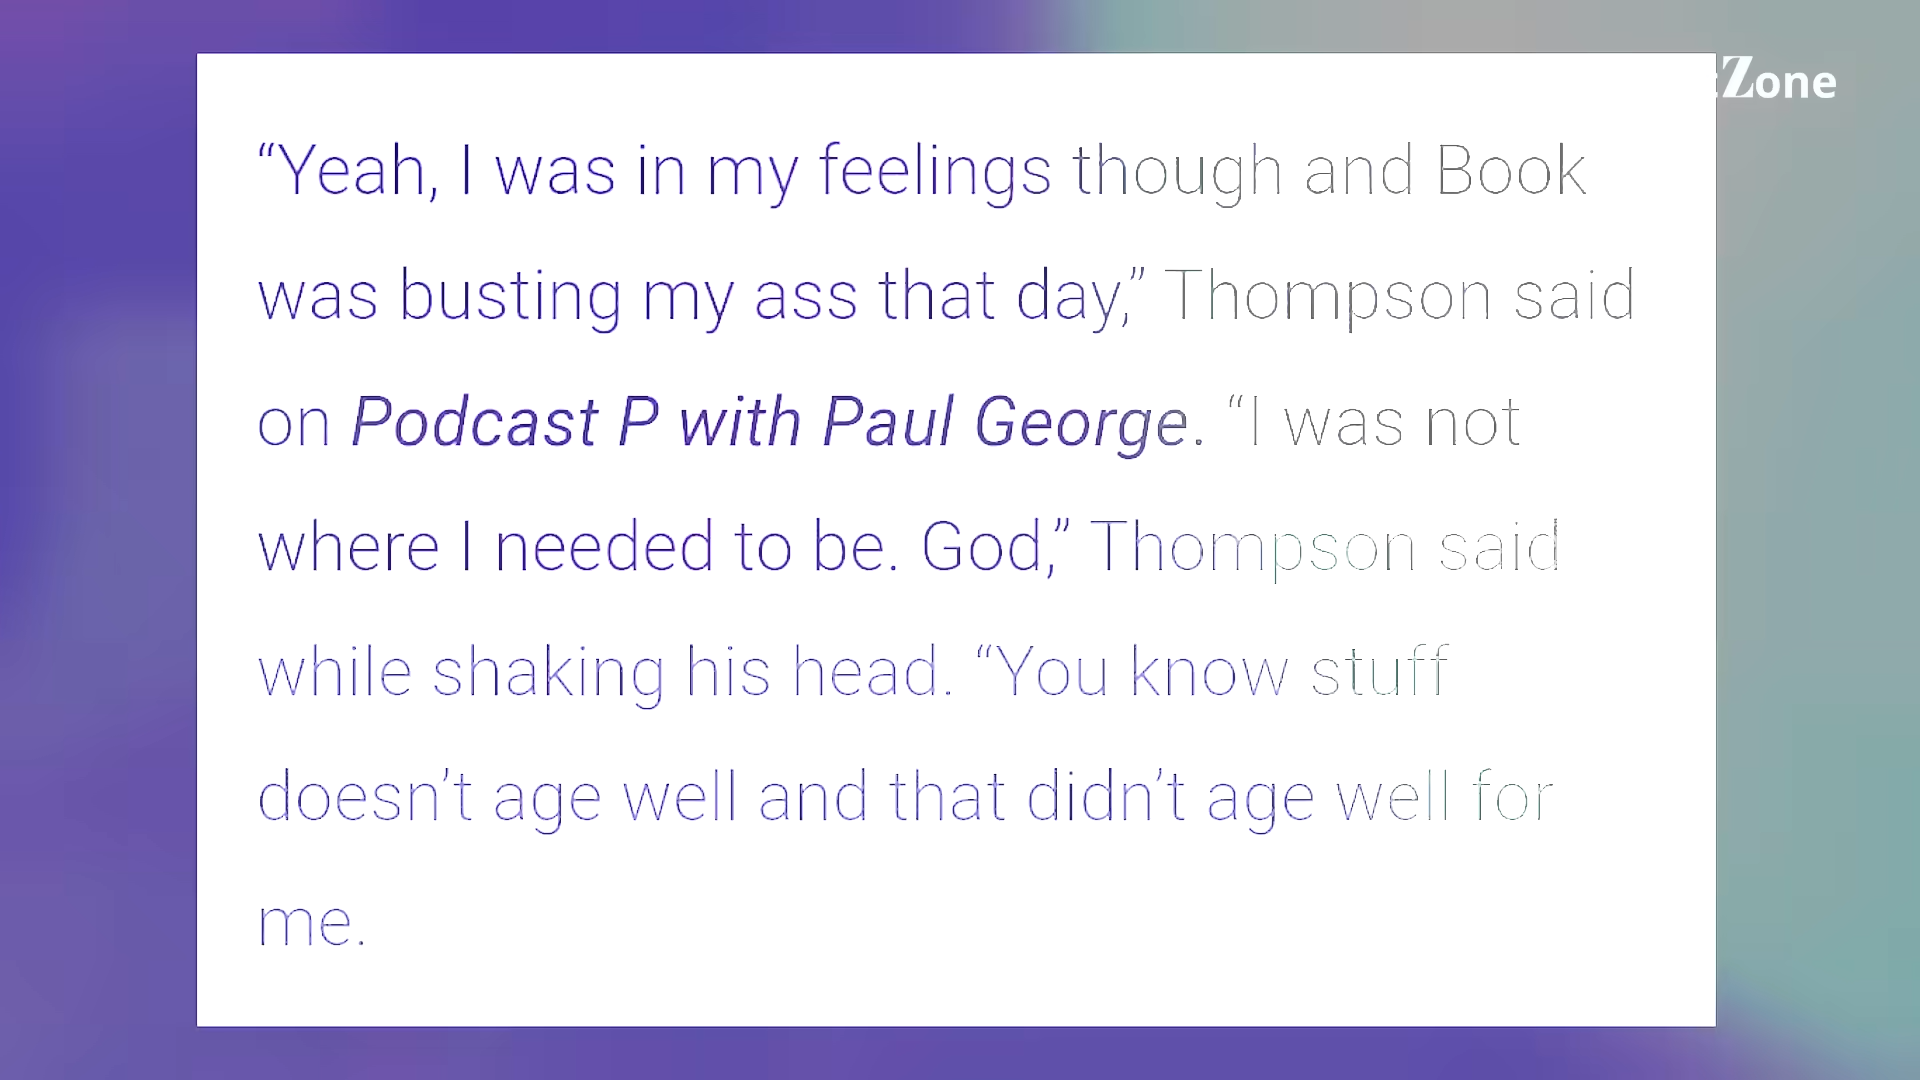 Zone
“Yeah, I was in my feelings though and Book
was busting my ass that day,” Thompson said
on Podcast P with Paul George. “I was not
where I needed to be. God,” Thompson said
while shaking his head. “You know stuff
doesn’t age well and that didn’t age well for
me.